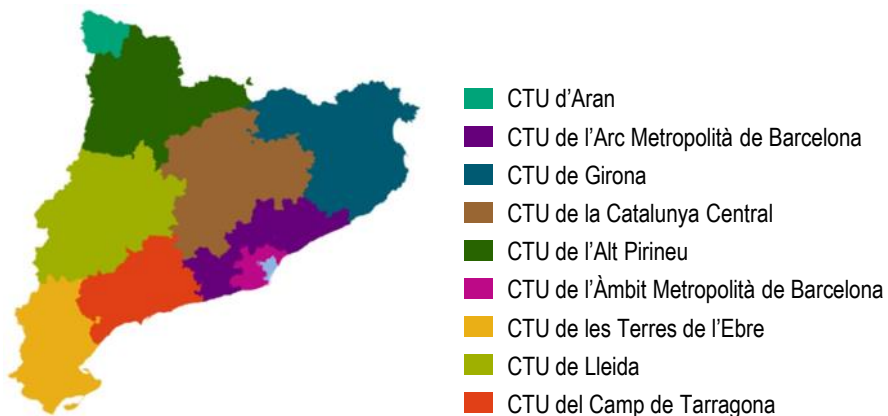 CTU d’Aran
CTU de l’Arc Metropolità de Barcelona
CTU de Girona
CTU de la Catalunya Central
CTU de l’Alt Pirineu
CTU de l’Àmbit Metropolità de Barcelona
CTU de les Terres de l’Ebre
CTU de Lleida
CTU del Camp de Tarragona